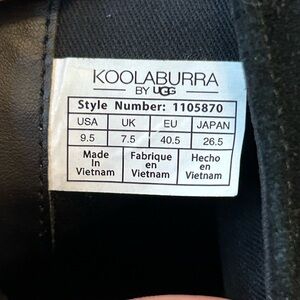 KOOLABURRA
BY UGG
Style Number: 1105870
USA UK EU JAPAN
9.5 7.5 40.5 26.5
Made Fabrique Hecho
In en en
Vietnam Vietnam Vietnam